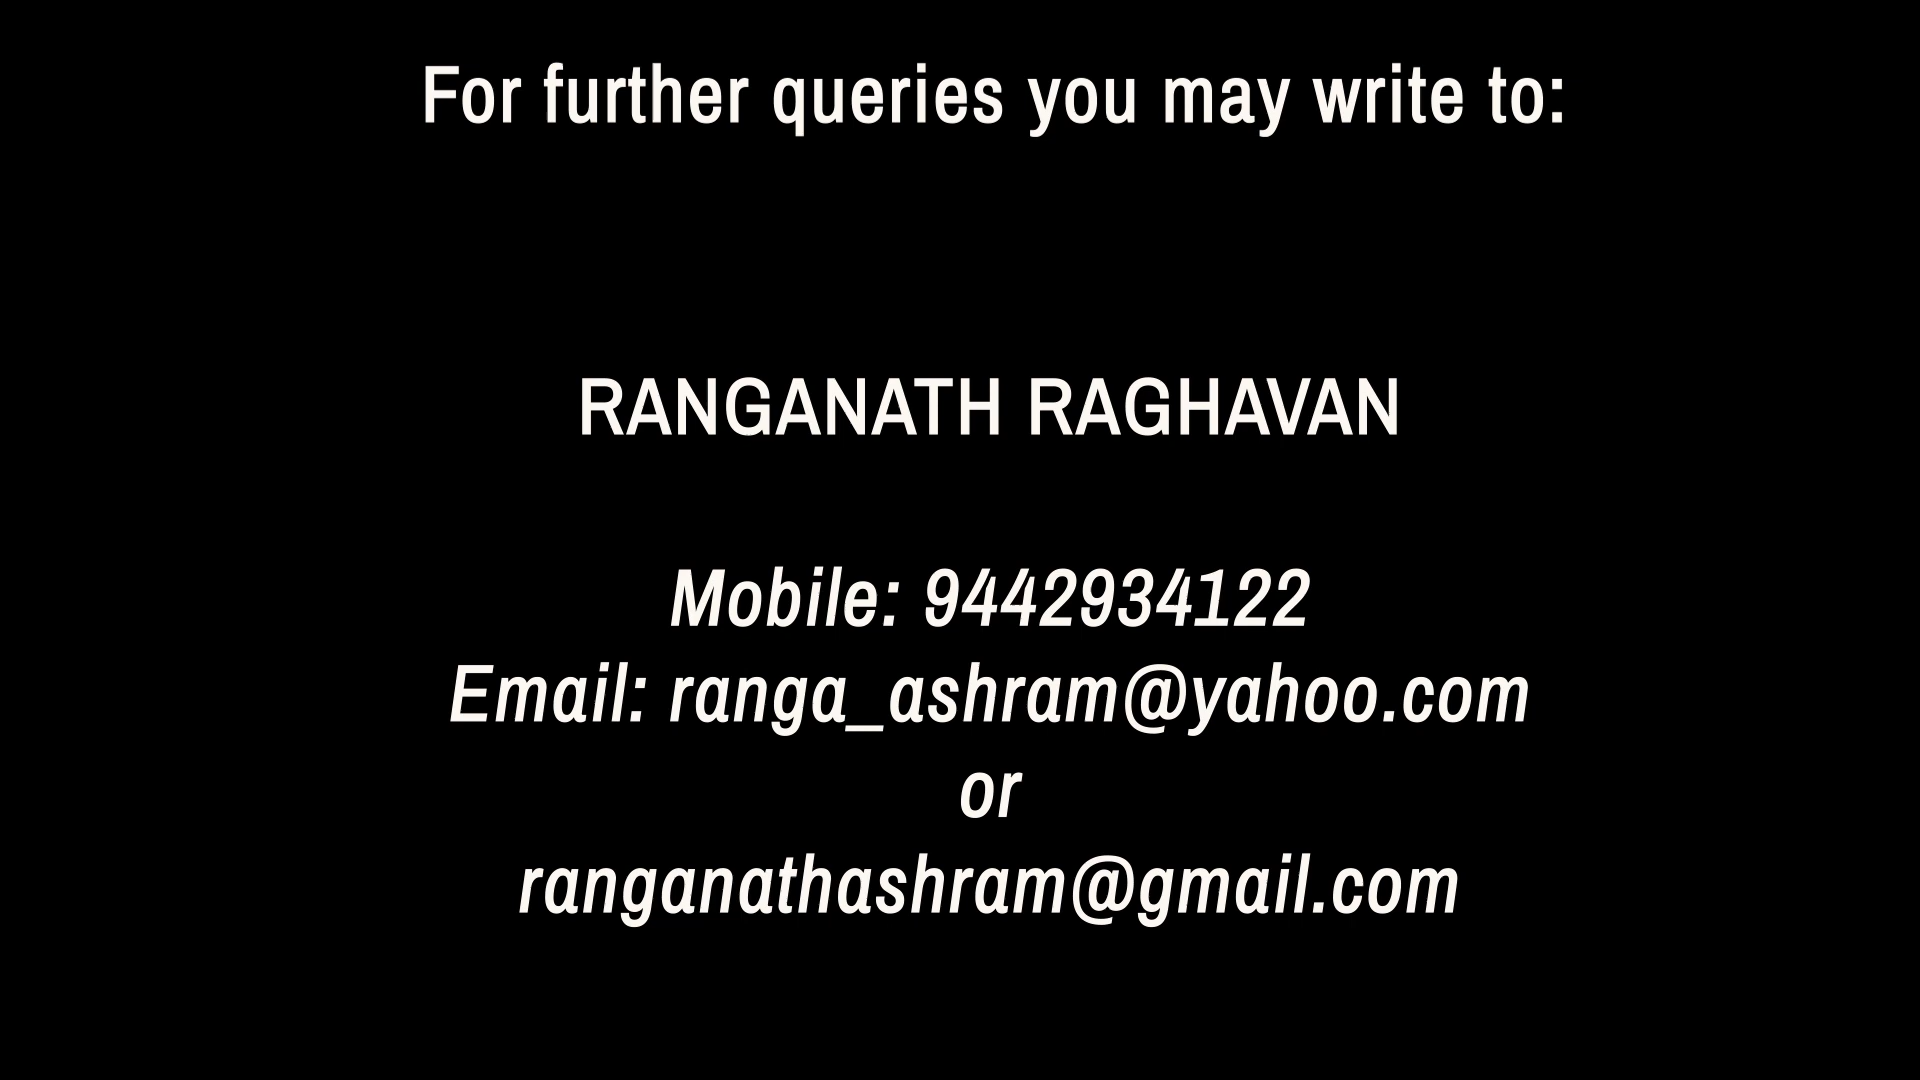 For further queries you may write to:
RANGANATH RAGHAVAN
Mobile: 9442934122
Email: ranga_ashram@yahoo.com
or
ranganathashram@gmail.com